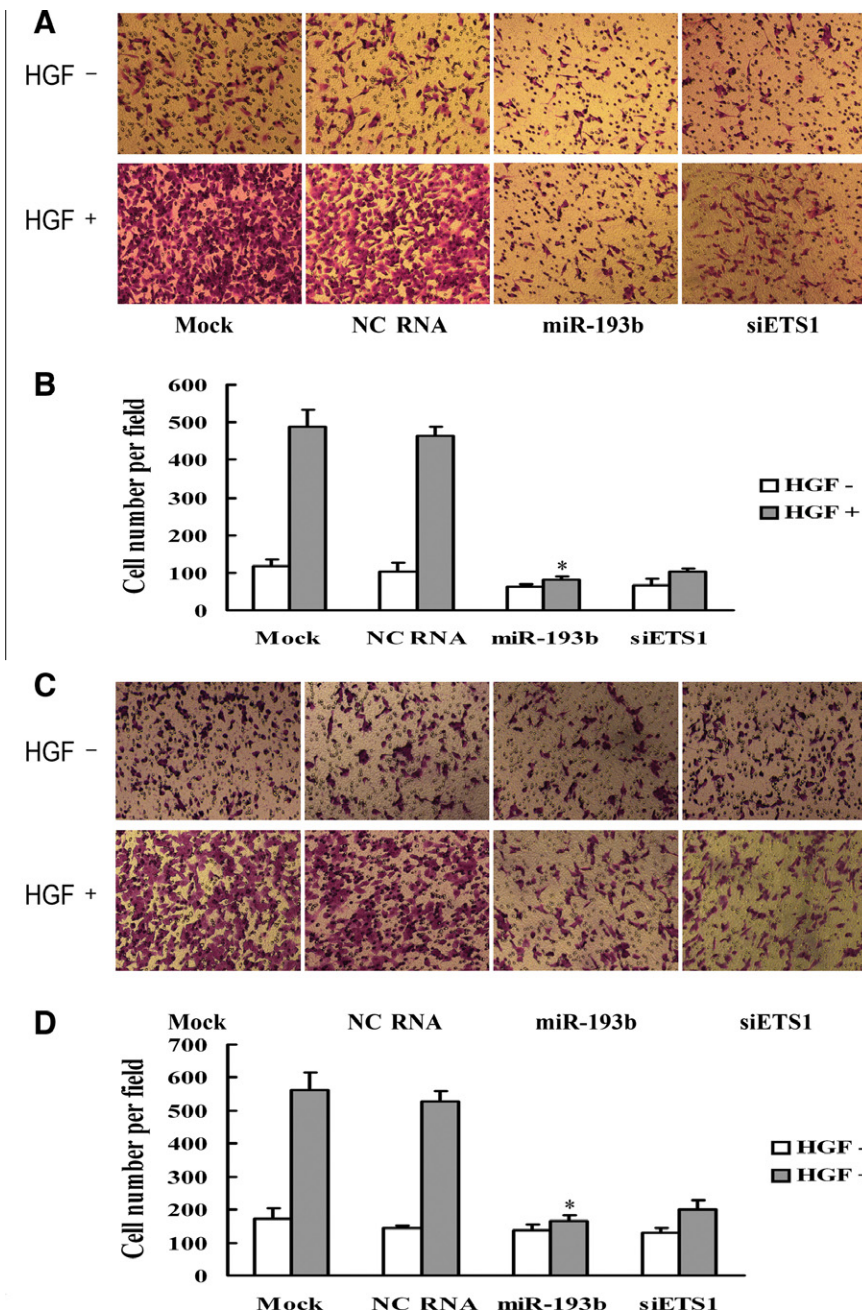 A
HGF −
HGF +
Mock NC RNA miR-193b siETS1
B
Cell number per field
600
500
400
300
200
100
0
HGF -
HGF +
*
Mock NC RNA miR-193b siETS1
C
HGF −
HGF +
Mock NC RNA miR-193b siETS1
D
Cell number per field
700
600
500
400
300
200
100
0
HGF -
HGF -
*
Mock NC RNA miR-193b siETS1